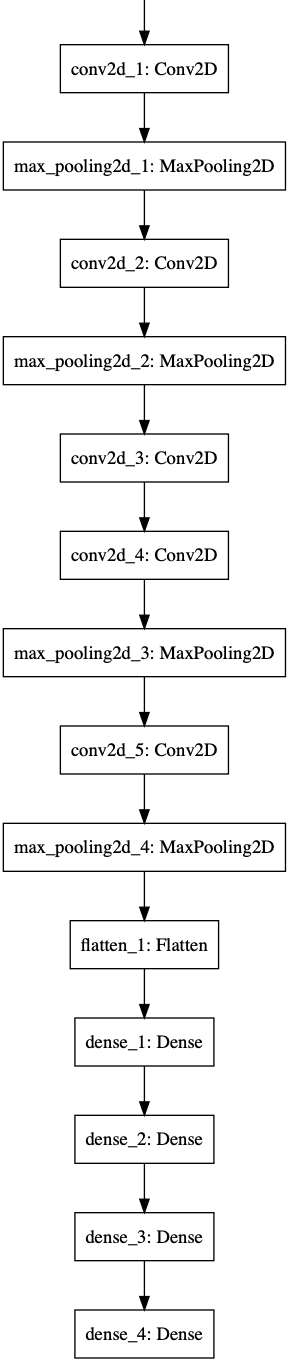 conv2d_1: Conv2D
max_pooling2d_1: MaxPooling2D
conv2d_2: Conv2D
max_pooling2d_2: MaxPooling2D
conv2d_3: Conv2D
conv2d_4: Conv2D
max_pooling2d_3: MaxPooling2D
conv2d_5: Conv2D
max_pooling2d_4: MaxPooling2D
flatten_1: Flatten
dense_1: Dense
dense_2: Dense
dense_3: Dense
dense_4: Dense